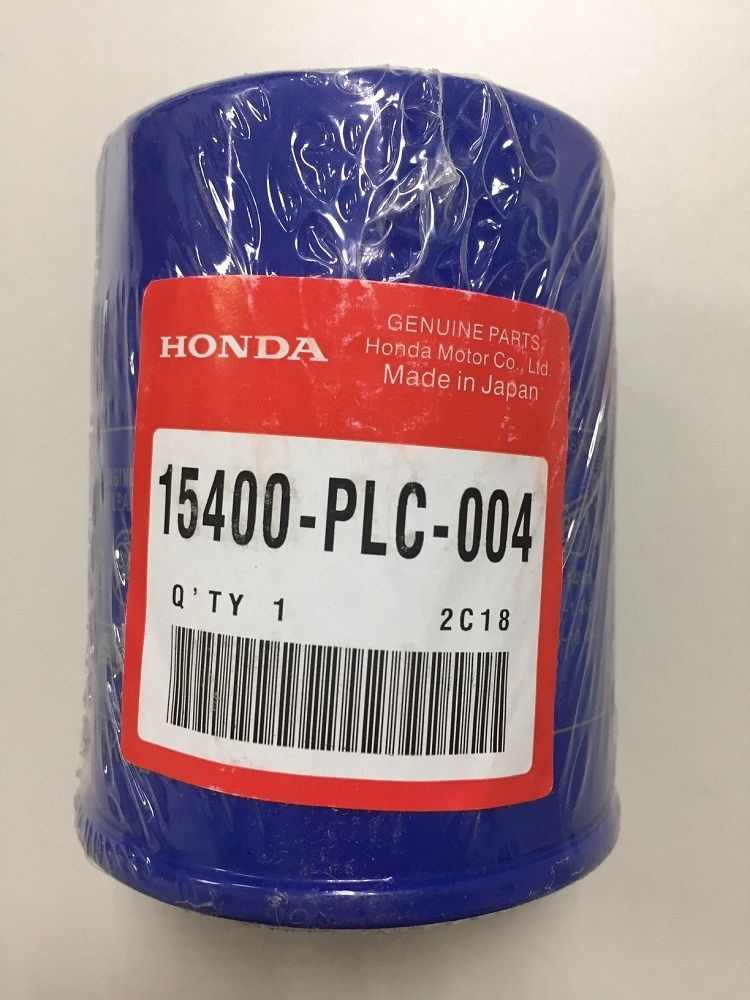 HONDA
GENUINE PARTS
Honda Motor Co., Ltd.
Made in Japan
15400-PLC-004
Q'TY 1
2C18